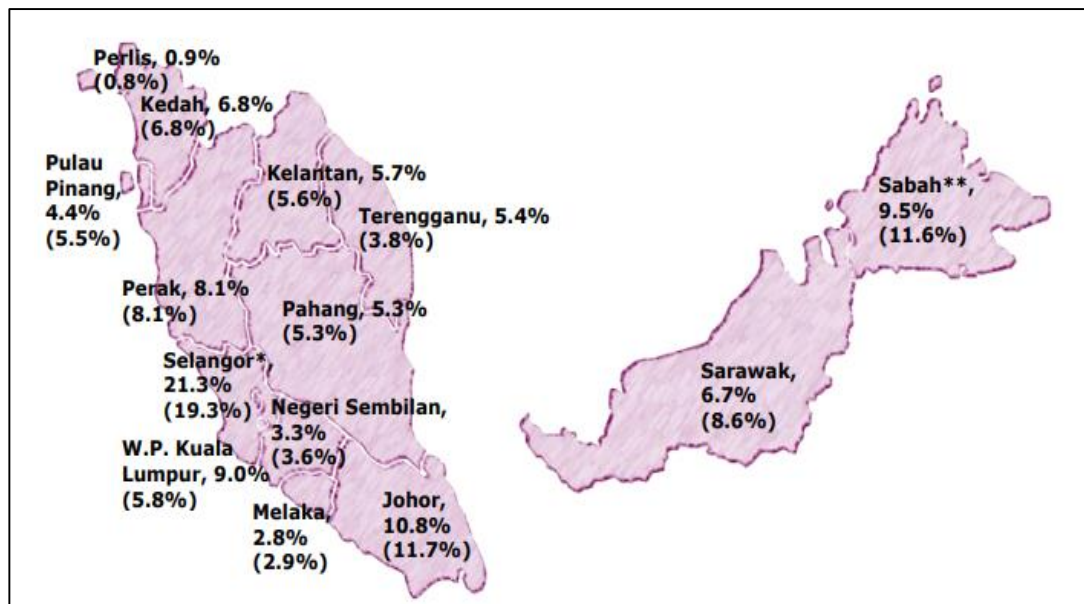 Perlis, 0.9%
(0.8%)
Kedah, 6.8%
(6.8%)
Pulau
Pinang,
4.4%
(5.5%)
Kelantan, 5.7%
(5.6%)
Terengganu, 5.4%
(3.8%)
Perak, 8.1%
(8.1%)
Pahang, 5.3%
(5.3%)
Selangor*,
21.3%
(19.3%)
Negeri Sembilan,
3.3%
(3.6%)
W.P. Kuala
Lumpur, 9.0%
(5.8%)
Melaka,
2.8%
(2.9%)
Johor,
10.8%
(11.7%)
Sabah**,
9.5%
(11.6%)
Sarawak,
6.7%
(8.6%)